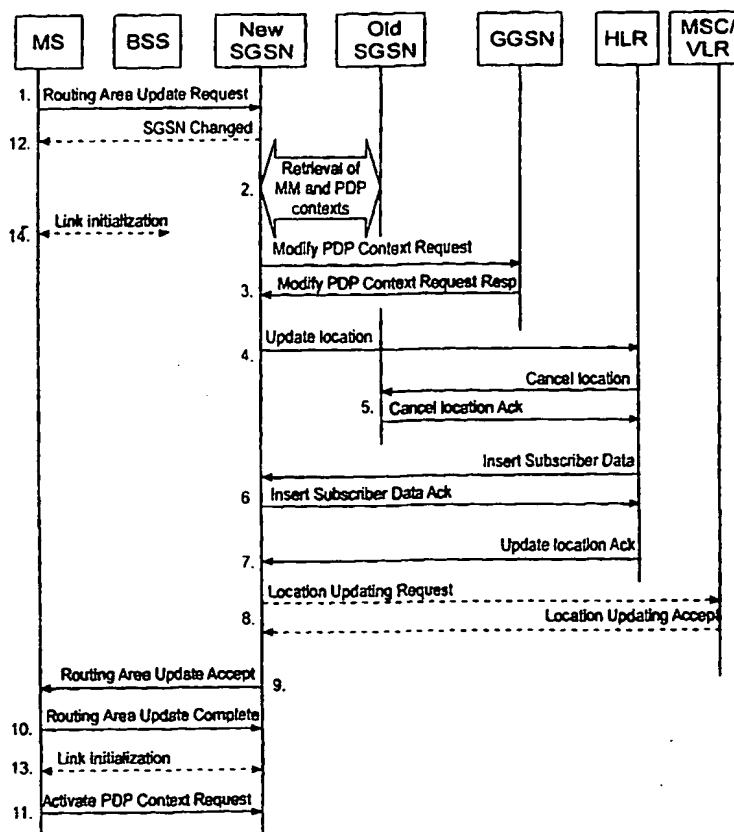 MS
BSS
New
SGSN
Old
SGSN
GGSN
HLR
MSC/
VLR
1. Routing Area Update Request
12. SGSN Changed
2. Retrieval of
MM and PDP
contexts
14. Link initialization
Modify PDP Context Request
3. Modify PDP Context Request Resp
4. Update location
Cancel location
5. Cancel location Ack
Insert Subscriber Data
6 Insert Subscriber Data Ack
7. Update location Ack
Location Updating Request
8. Location Updating Accept
Routing Area Update Accept 9.
10. Routing Area Update Complete
13. Link Initialization
11. Activate PDP Context Request